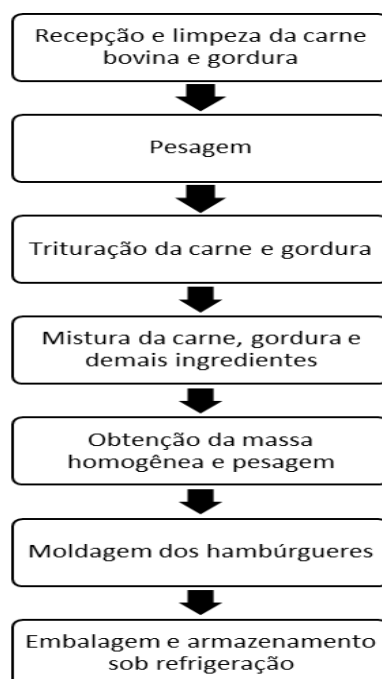 Recepção e limpeza da carne
bovina e gordura
Pesagem
Trituração da carne e gordura
Mistura da carne, gordura e
demais ingredientes
Obtenção da massa
homogênea e pesagem
Moldagem dos hambúrgueres
Embalagem e armazenamento
sob refrigeração